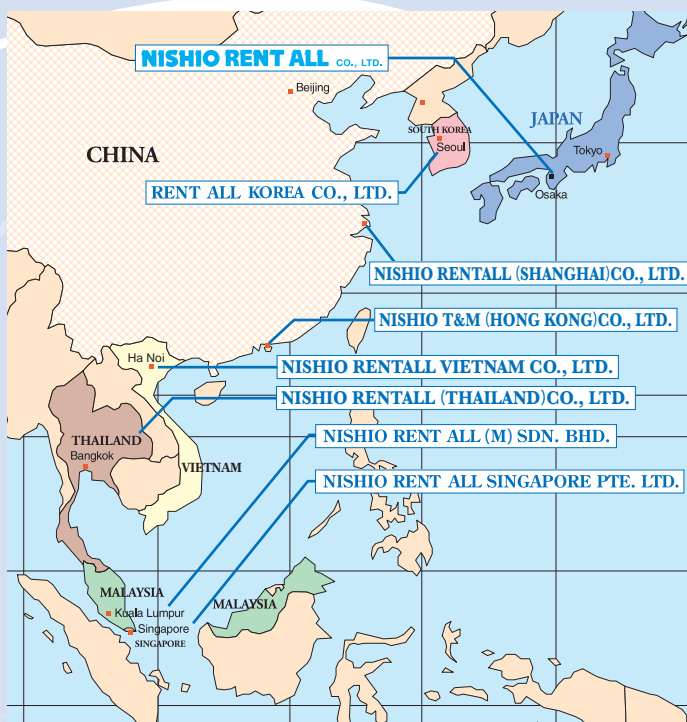 NISHIO RENT ALL CO., LTD.
Beijing
JAPAN
SOUTH KOREA
Seoul
Tokyo
CHINA
RENT ALL KOREA CO., LTD.
Osaka
NISHIO RENTALL (SHANGHAI)CO., LTD.
NISHIO T&M (HONG KONG)CO., LTD.
Ha Noi
NISHIO RENTALL VIETNAM CO., LTD.
NISHIO RENTALL (THAILAND)CO., LTD.
THAILAND
NISHIO RENT ALL (M) SDN. BHD.
Bangkok
VIETNAM
NISHIO RENT ALL SINGAPORE PTE. LTD.
MALAYSIA
MALAYSIA
Kuala Lumpur
Singapore
SINGAPORE